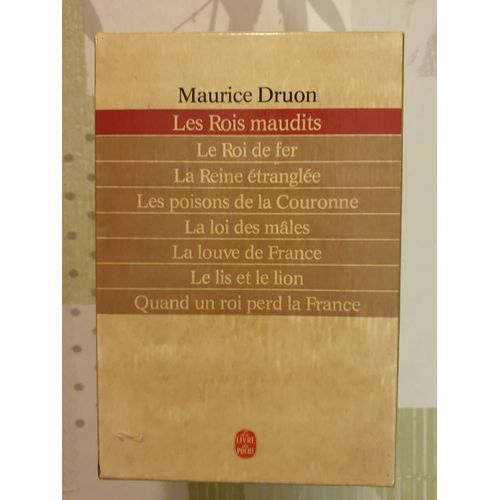 Maurice Druon
Les Rois maudits
Le Roi de fer
La Reine étranglée
Les poisons de la Couronne
La loi des mâles
La louve de France
Le lis et le lion
Quand un roi perd la France
LE
LIVRE
DE
POCHE